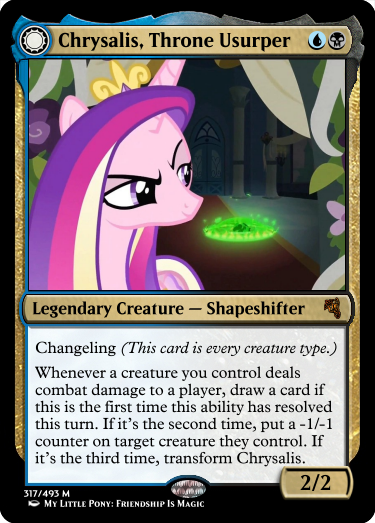 Chrysalis, Throne Usurper
Legendary Creature — Shapeshifter
Changeling (This card is every creature type.)
Whenever a creature you control deals
combat damage to a player, draw a card if
this is the first time this ability has resolved
this turn. If it's the second time, put a -1/-1
counter on target creature they control. If
it's the third time, transform Chrysalis.
2/2
317/493 M
My Little Pony: Friendship Is Magic